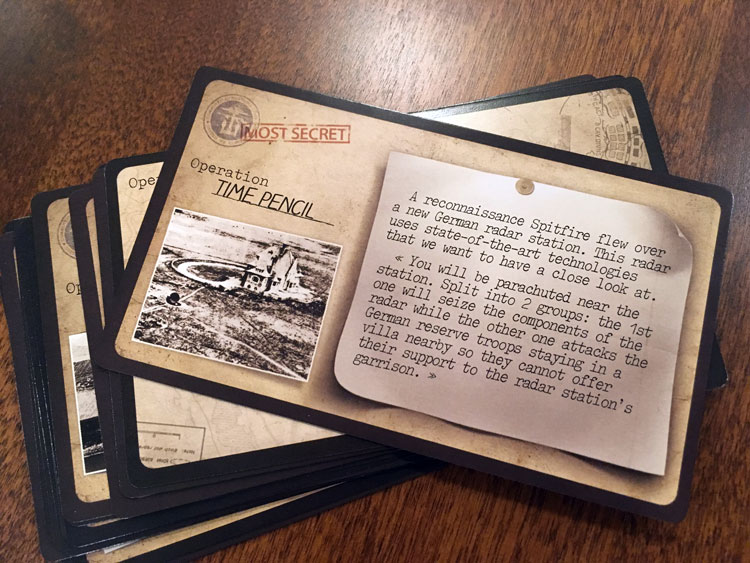 MOST SECRET
Operation
TIME PENCIL
A reconnaissance Spitfire flew over
a new German radar station. This radar
uses state-of-the-art technologies
that we want to have a close look at.
« You will be parachuted near the
station. Split into 2 groups: the 1st
one will seize the components of the
radar while the other one attacks the
German reserve troops staying in a
villa nearby so they cannot offer
their support to the radar station's
garrison. »
Ope
Op